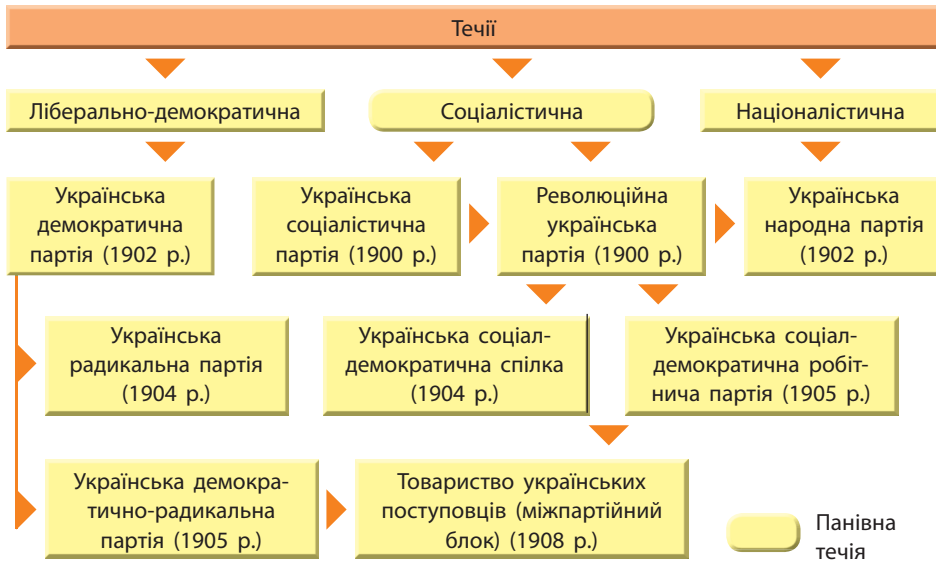 Течії
Ліберально-демократична
Соціалістична
Націоналістична
Українська
демократична
партія (1902 р.)
Українська
соціалістична
партія (1900 р.)
Революційна
українська
партія (1900 р.)
Українська
народна партія
(1902 р.)
Українська
радикальна партія
(1904 р.)
Українська соціал-
демократична спілка
(1904 р.)
Українська соціал-
демократична робіт-
нича партія (1905 р.)
Українська демокра-
тично-радикальна
партія (1905 р.)
Товариство українських
поступовців (міжпартійний
блок) (1908 р.)
Панівна
течія